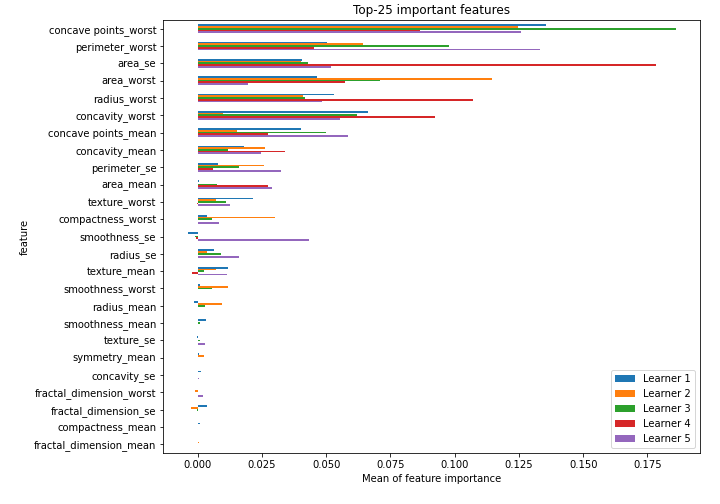 Top-25 important features
concave points_worst
perimeter_worst
area_se
area_worst
radius_worst
concavity_worst
concave points_mean
concavity_mean
perimeter_se
area_mean
texture_worst
compactness_worst
smoothness_se
radius_se
texture_mean
smoothness_worst
radius_mean
smoothness_mean
texture_se
symmetry_mean
concavity_se
fractal_dimension_worst
fractal_dimension_se
compactness_mean
fractal_dimension_mean
feature
Learner 1
Learner 2
Learner 3
Learner 4
Learner 5
0.000 0.025 0.050 0.075 0.100 0.125 0.150 0.175
Mean of feature importance